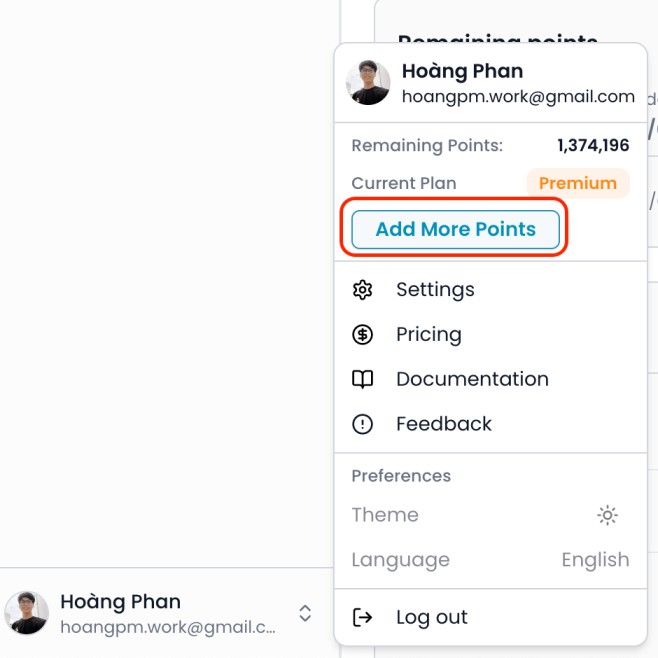 Remaining points
Hoàng Phan
hoangpm.work@gmail.com
Remaining Points: 1,374,196
Current Plan Premium
Add More Points
Settings
Pricing
Documentation
Feedback
Preferences
Theme
Language English
Log out
Hoàng Phan
hoangpm.work@gmail.c...